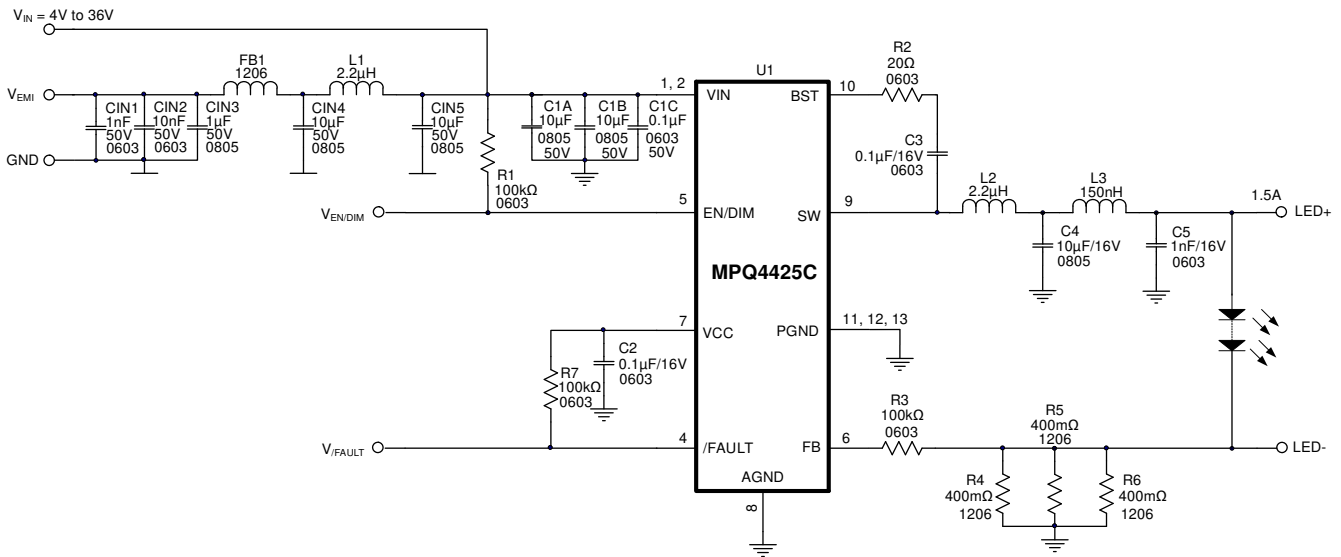 VIN = 4V to 36V
VEMI
GND
CIN1
1nF
50V
0603
CIN2
10nF
50V
0603
CIN3
1µF
50V
0805
FB1
1206
CIN4
10µF
50V
0805
L1
2.2µH
CIN5
10µF
50V
0805
R1
100kΩ
0603
C1A
10µF
0805
50V
C1B
10µF
0805
50V
C1C
0.1µF
0603
50V
VEN/DIM
V/FAULT
R7
100kΩ
0603
C2
0.1µF/16V
0603
U1
1, 2
VIN
5
EN/DIM
7
VCC
4
/FAULT
MPQ4425C
AGND
8
BST
10
SW
9
PGND
11, 12, 13
FB
6
R2
20Ω
0603
C3
0.1µF/16V
0603
L2
2.2µH
C4
10µF/16V
0805
L3
150nH
C5
1nF/16V
0603
1.5A
LED+
R3
100kΩ
0603
R5
400mΩ
1206
R4
400mΩ
1206
R6
400mΩ
1206
LED-